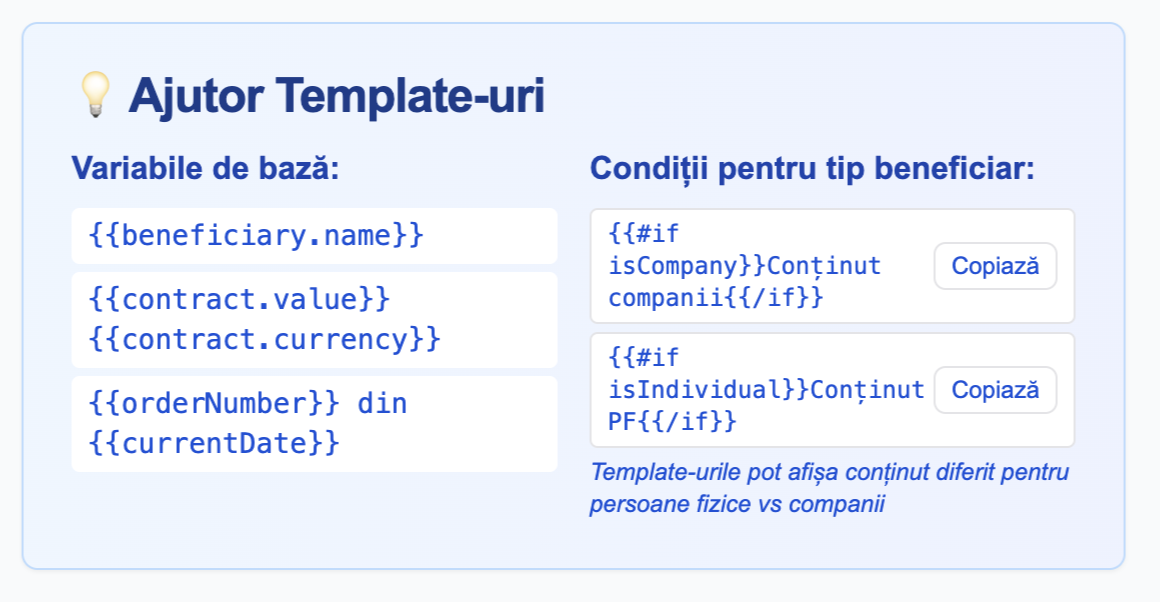 💡 Ajutor Template-uri
Variabile de bază:
{{beneficiary.name}}
{{contract.value}}
{{contract.currency}}
{{orderNumber}} din
{{currentDate}}
Condiții pentru tip beneficiar:
{{#if
isCompany}}Conținut
companii{{/if}}
Copiază
{{#if
isIndividual}}Conținut
PF{{/if}}
Copiază
Template-urile pot afișa conținut diferit pentru
persoane fizice vs companii